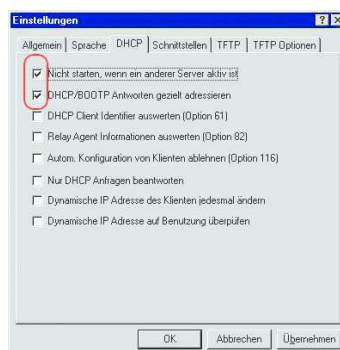 Einstellungen
Allgemein Sprache DHCP Schnittstellen TFTP TFTP Optionen
Nicht starten, wenn ein anderer Server aktiv ist
DHCP/BOOTP Antworten gezielt adressieren
DHCP Client Identifier auswerten (Option 61)
Relay Agent Informationen auswerten (Option 82)
Autom. Konfiguration von Klienten ablehnen (Option 116)
Nur DHCP Anfragen beantworten
Dynamische IP Adresse des Klienten jedesmal ändern
Dynamische IP Adresse auf Benutzung überpüfen
OK Abbrechen Übernehmen